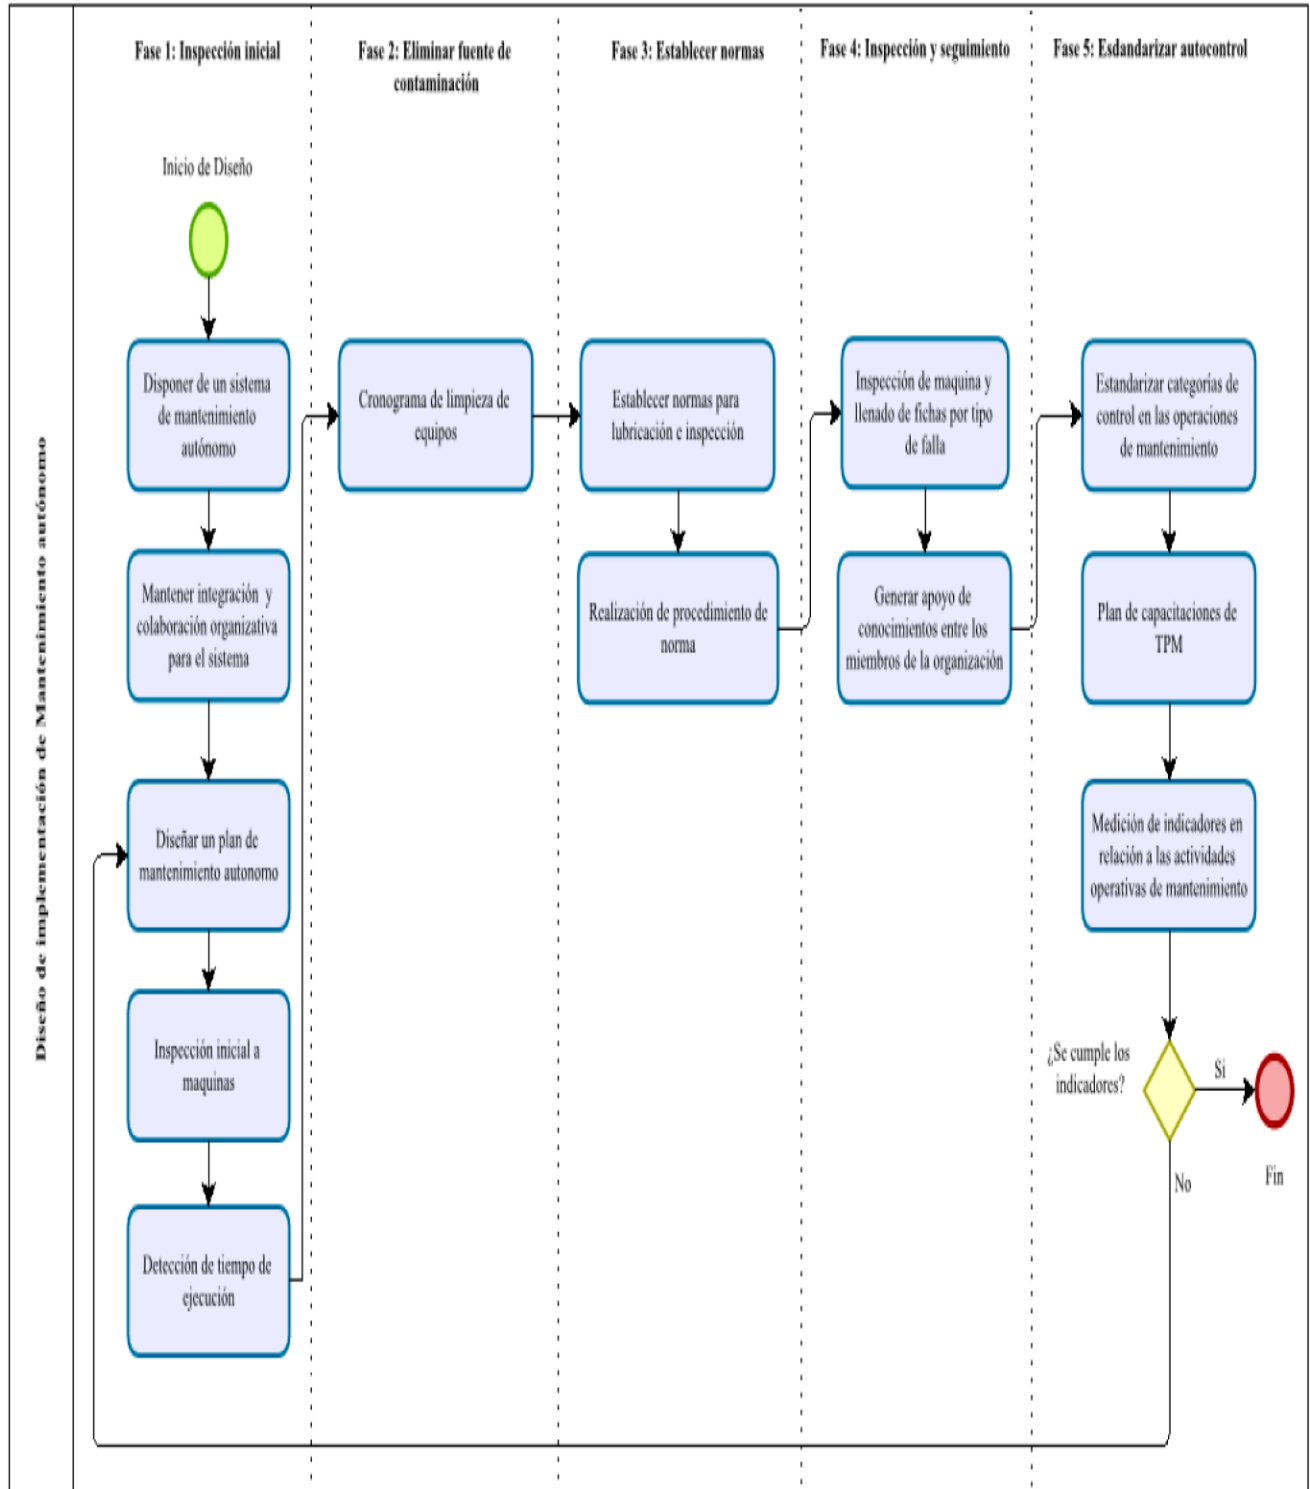 Diseño de implementación de Mantenimiento autónomo
Fase 1: Inspección inicial
Inicio de Diseño
Disponer de un sistema
de mantenimiento
autónomo
Mantener integración y
colaboración organizativa
para el sistema
Diseñar un plan de
mantenimiento autonomo
Inspección inicial a
maquinas
Detección de tiempo de
ejecución
Fase 2: Eliminar fuente de
contaminación
Cronograma de limpieza de
equipos
Fase 3: Establecer normas
Establecer normas para
lubricación e inspección
Realización de procedimiento de
norma
Fase 4: Inspección y seguimiento
Inspección de maquina y
llenado de fichas por tipo
de falla
Generar apoyo de
conocimientos entre los
miembros de la organización
Fase 5: Esdandarizar autocontrol
Estandarizar categorías de
control en las operaciones
de mantenimiento
Plan de capacitaciones de
TPM
Medición de indicadores en
relación a las actividades
operativas de mantenimiento
¿Se cumple los
indicadores?
Si
No
Fin